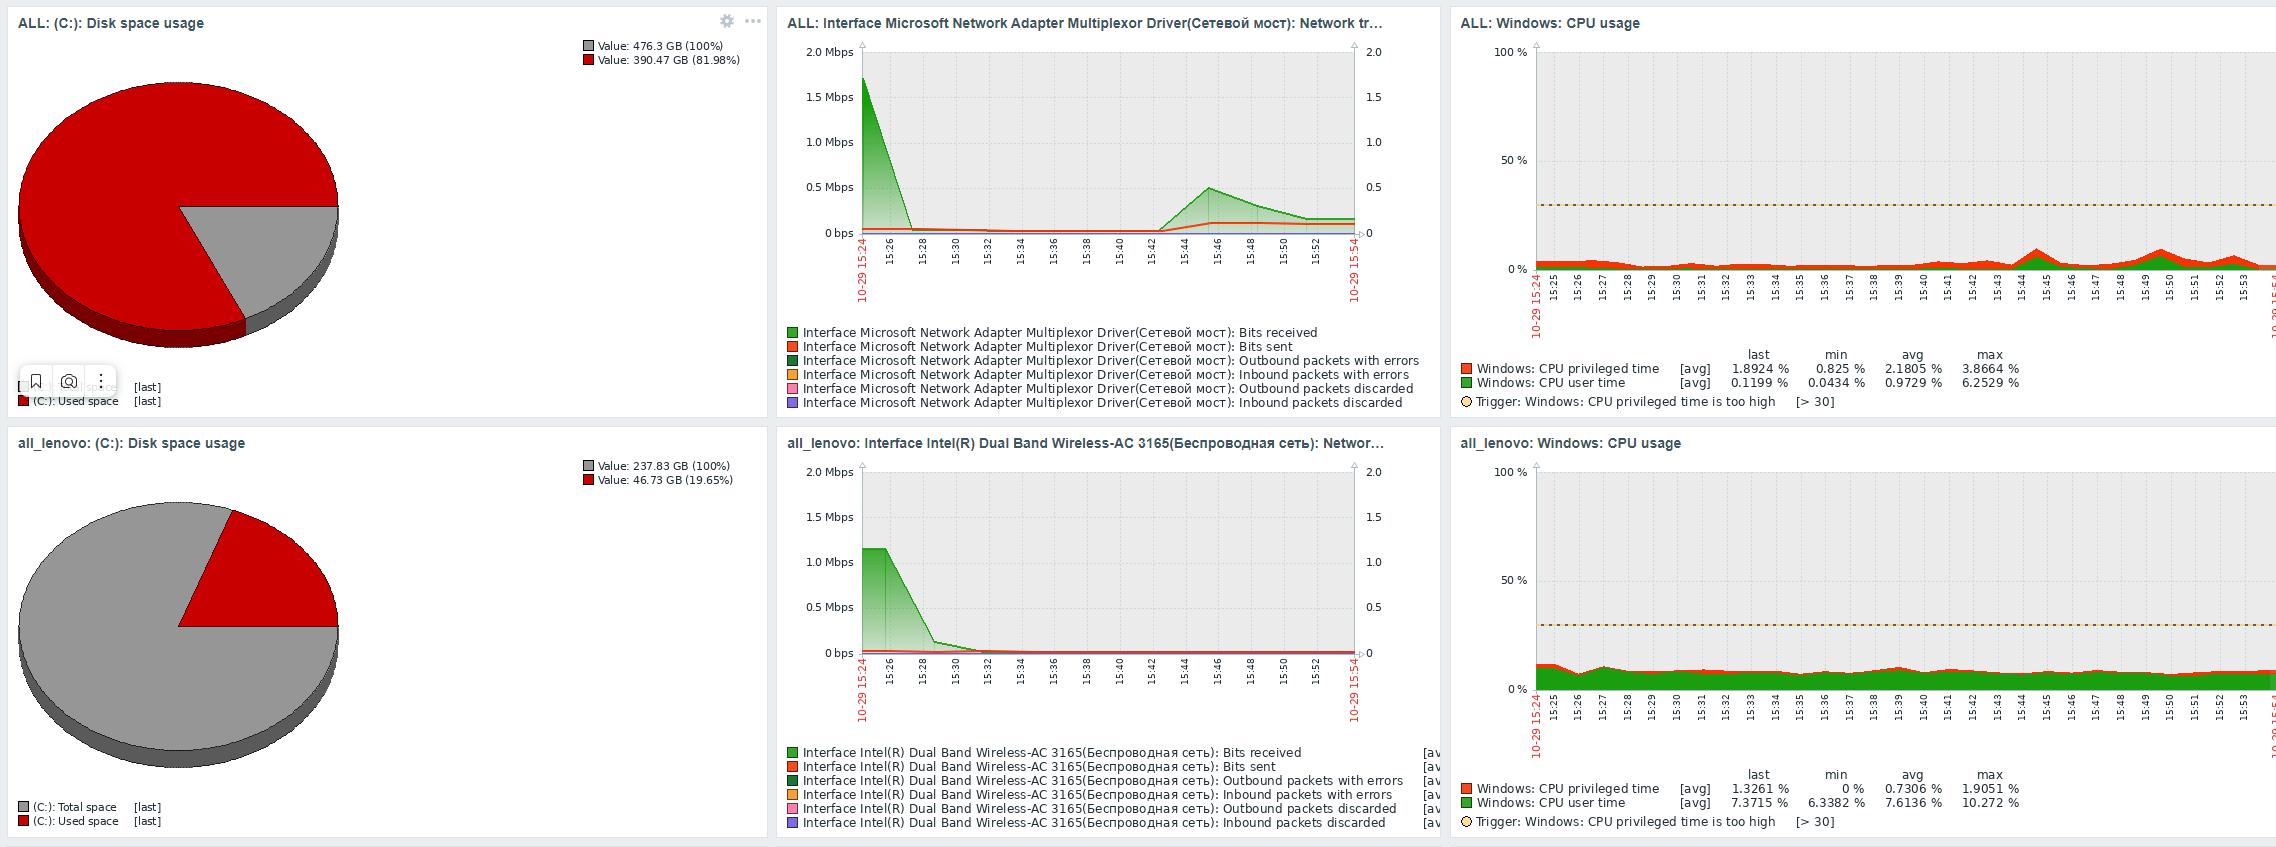 ALL: (C:): Disk space usage
Value: 476.3 GB (100%)
Value: 390.47 GB (81.98%)
[last]
(C:): Used space [last]
ALL: Interface Microsoft Network Adapter Multiplexor Driver(Сетевой мост): Network tr...
2.0 Mbps 2.0
1.5 Mbps 1.5
1.0 Mbps 1.0
0.5 Mbps 0.5
0 bps 0
10-29 15:24 15:26 15:28 15:30 15:32 15:34 15:36 15:38 15:40 15:42 15:44 15:46 15:48 15:50 15:52 10-29 15:54
Interface Microsoft Network Adapter Multiplexor Driver(Сетевой мост): Bits received
Interface Microsoft Network Adapter Multiplexor Driver(Сетевой мост): Bits sent
Interface Microsoft Network Adapter Multiplexor Driver(Сетевой мост): Outbound packets with errors
Interface Microsoft Network Adapter Multiplexor Driver(Сетевой мост): Inbound packets with errors
Interface Microsoft Network Adapter Multiplexor Driver(Сетевой мост): Outbound packets discarded
Interface Microsoft Network Adapter Multiplexor Driver(Сетевой мост): Inbound packets discarded
ALL: Windows: CPU usage
100 %
50 %
0 %
10-29 15:24 15:25 15:26 15:27 15:28 15:29 15:30 15:31 15:32 15:33 15:34 15:35 15:36 15:37 15:38 15:39 15:40 15:41 15:42 15:43 15:44 15:45 15:46 15:47 15:48 15:49 15:50 15:51 15:52 15:53
last min avg max
Windows: CPU privileged time [avg] 1.8924 % 0.825 % 2.1805 % 3.8664 %
Windows: CPU user time [avg] 0.1199 % 0.0434 % 0.9729 % 6.2529 %
Trigger: Windows: CPU privileged time is too high [> 30]
all_lenovo: (C:): Disk space usage
Value: 237.83 GB (100%)
Value: 46.73 GB (19.65%)
(C:): Total space [last]
(C:): Used space [last]
all_lenovo: Interface Intel(R) Dual Band Wireless-AC 3165(Беспроводная сеть): Networ...
2.0 Mbps 2.0
1.5 Mbps 1.5
1.0 Mbps 1.0
0.5 Mbps 0.5
0 bps 0
10-29 15:24 15:26 15:28 15:30 15:32 15:34 15:36 15:38 15:40 15:42 15:44 15:46 15:48 15:50 15:52 10-29 15:54
Interface Intel(R) Dual Band Wireless-AC 3165(Беспроводная сеть): Bits received [av
Interface Intel(R) Dual Band Wireless-AC 3165(Беспроводная сеть): Bits sent [av
Interface Intel(R) Dual Band Wireless-AC 3165(Беспроводная сеть): Outbound packets with errors [av
Interface Intel(R) Dual Band Wireless-AC 3165(Беспроводная сеть): Inbound packets with errors [av
Interface Intel(R) Dual Band Wireless-AC 3165(Беспроводная сеть): Outbound packets discarded [av
Interface Intel(R) Dual Band Wireless-AC 3165(Беспроводная сеть): Inbound packets discarded [av
all_lenovo: Windows: CPU usage
100 %
50 %
0 %
10-29 15:24 15:25 15:26 15:27 15:28 15:29 15:30 15:31 15:32 15:33 15:34 15:35 15:36 15:37 15:38 15:39 15:40 15:41 15:42 15:43 15:44 15:45 15:46 15:47 15:48 15:49 15:50 15:51 15:52 15:53
last min avg max
Windows: CPU privileged time [avg] 1.3261 % 0 % 0.7306 % 1.9051 %
Windows: CPU user time [avg] 7.3715 % 6.3382 % 7.6136 % 10.272 %
Trigger: Windows: CPU privileged time is too high [> 30]